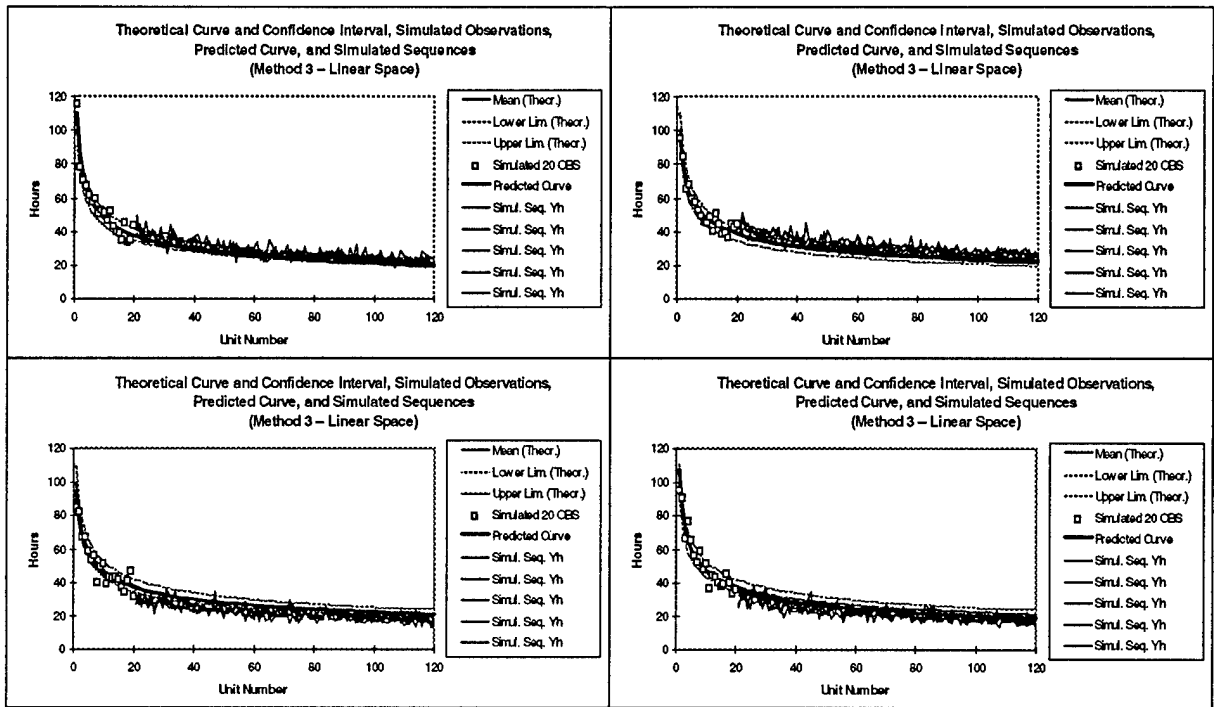 Theoretical Curve and Confidence Interval, Simulated Observations,
Predicted Curve, and Simulated Sequences
(Method 3 – Linear Space)
120
100
80
60
40
20
0
Hours
0 20 40 60 80 100 120
Unit Number
Mean (Theor.)
Lower Lim. (Theor.)
Upper Lim. (Theor.)
Simulated 20 OBS
Predicted Curve
Simul. Seq. Yh
Simul. Seq. Yh
Simul. Seq. Yh
Simul. Seq. Yh
Simul. Seq. Yh
Theoretical Curve and Confidence Interval, Simulated Observations,
Predicted Curve, and Simulated Sequences
(Method 3 – Linear Space)
120
100
80
60
40
20
0
Hours
0 20 40 60 80 100 120
Unit Number
Mean (Theor.)
Lower Lim. (Theor.)
Upper Lim. (Theor.)
Simulated 20 OBS
Predicted Curve
Simul. Seq. Yh
Simul. Seq. Yh
Simul. Seq. Yh
Simul. Seq. Yh
Simul. Seq. Yh
Theoretical Curve and Confidence Interval, Simulated Observations,
Predicted Curve, and Simulated Sequences
(Method 3 – Linear Space)
120
100
80
60
40
20
0
Hours
0 20 40 60 80 100 120
Unit Number
Mean (Theor.)
Lower Lim. (Theor.)
Upper Lim. (Theor.)
Simulated 20 OBS
Predicted Curve
Simul. Seq. Yh
Simul. Seq. Yh
Simul. Seq. Yh
Simul. Seq. Yh
Simul. Seq. Yh
Theoretical Curve and Confidence Interval, Simulated Observations,
Predicted Curve, and Simulated Sequences
(Method 3 – Linear Space)
120
100
80
60
40
20
0
Hours
0 20 40 60 80 100 120
Unit Number
Mean (Theor.)
Lower Lim. (Theor.)
Upper Lim. (Theor.)
Simulated 20 OBS
Predicted Curve
Simul. Seq. Yh
Simul. Seq. Yh
Simul. Seq. Yh
Simul. Seq. Yh
Simul. Seq. Yh